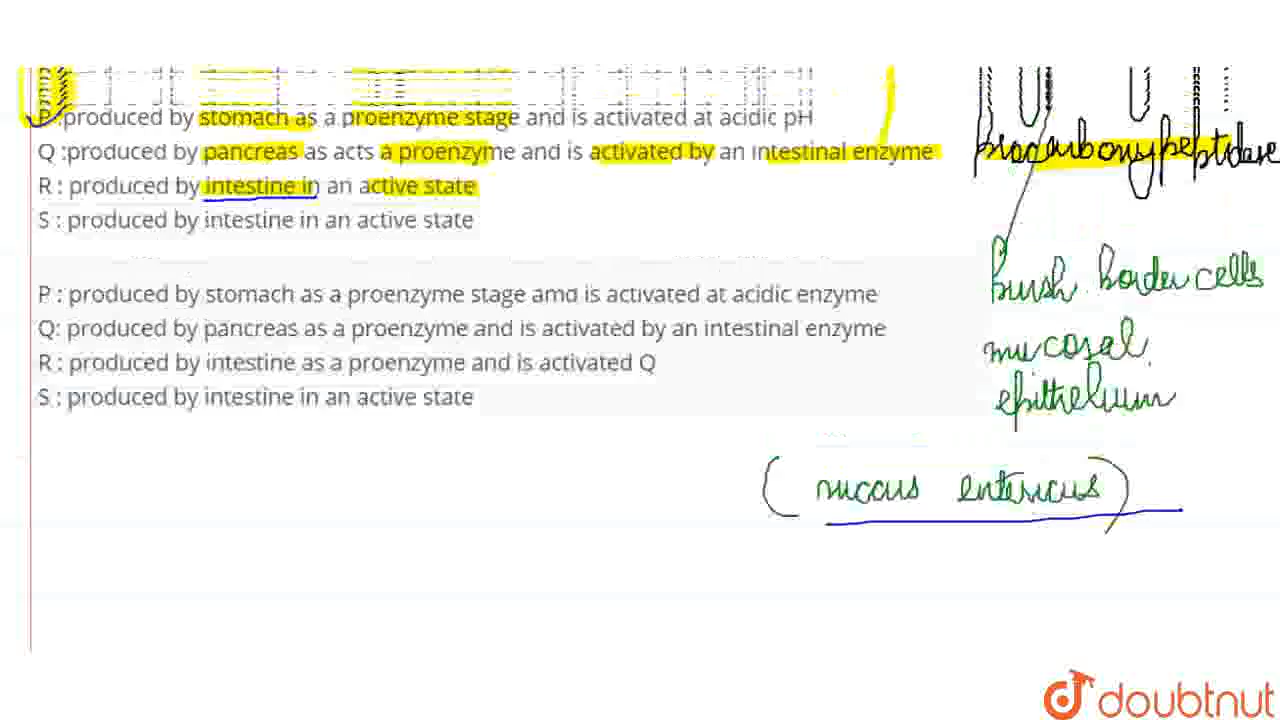 P :produced by stomach as a proenzyme stage and is activated at acidic pH
Q :produced by pancreas as acts a proenzyme and is activated by an intestinal enzyme
R : produced by intestine in an active state
S : produced by intestine in an active state
P : produced by stomach as a proenzyme stage amd is activated at acidic enzyme
Q: produced by pancreas as a proenzyme and is activated by an intestinal enzyme
R : produced by intestine as a proenzyme and is activated Q
S : produced by intestine in an active state
procarboxypeptidase
brush border cells
mucosal
epithelium
(succus entericus)
doubtnut